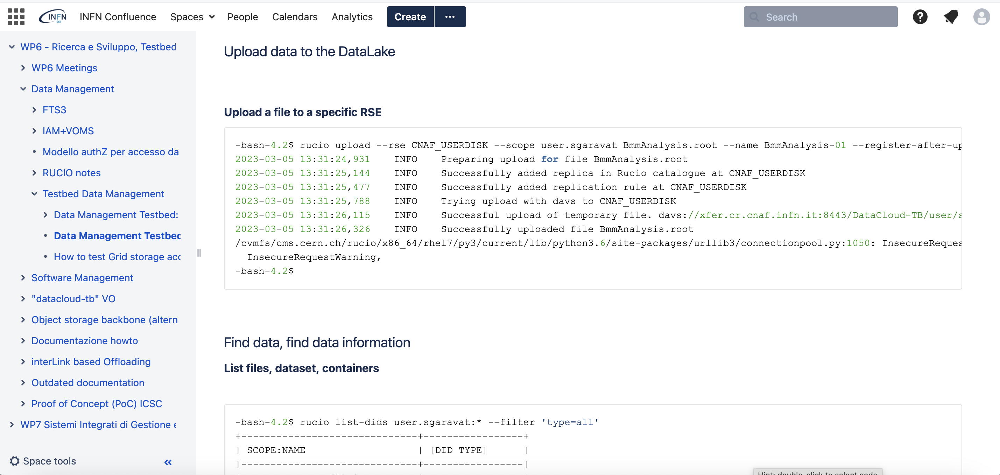 INFN
CCR
INFN Confluence Spaces People Calendars Analytics Create ··· Search ?
WP6 - Ricerca e Sviluppo, Testbed
WP6 Meetings
Data Management
FTS3
IAM+VOMS
Modello authZ per accesso da
RUCIO notes
Testbed Data Management
Data Management Testbed:
Data Management Testbed
How to test Grid storage acc
Software Management
"datacloud-tb" VO
Object storage backbone (altern
Documentazione howto
interLink based Offloading
Outdated documentation
Proof of Concept (PoC) ICSC
WP7 Sistemi Integrati di Gestione e
Space tools «
Upload data to the DataLake
Upload a file to a specific RSE
-bash-4.2$ rucio upload --rse CNAF_USERDISK --scope user.sgaravat BmmAnalysis.root --name BmmAnalysis-01 --register-after-up
2023-03-05 13:31:24,931 INFO Preparing upload for file BmmAnalysis.root
2023-03-05 13:31:25,144 INFO Successfully added replica in Rucio catalogue at CNAF_USERDISK
2023-03-05 13:31:25,477 INFO Successfully added replication rule at CNAF_USERDISK
2023-03-05 13:31:25,788 INFO Trying upload with davs to CNAF_USERDISK
2023-03-05 13:31:26,115 INFO Successful upload of temporary file. davs://xfer.cr.cnaf.infn.it:8443/DataCloud-TB/user/s
2023-03-05 13:31:26,326 INFO Successfully uploaded file BmmAnalysis.root
/cvmfs/cms.cern.ch/rucio/x86_64/rhel7/py3/current/lib/python3.6/site-packages/urllib3/connectionpool.py:1050: InsecureReques
InsecureRequestWarning,
-bash-4.2$
Find data, find data information
List files, dataset, containers
-bash-4.2$ rucio list-dids user.sgaravat:* --filter 'type=all'
+------------------------------+-----------------+
| SCOPE:NAME | [DID TYPE] |
|------------------------------+-----------------|
Hint: double-click to select code